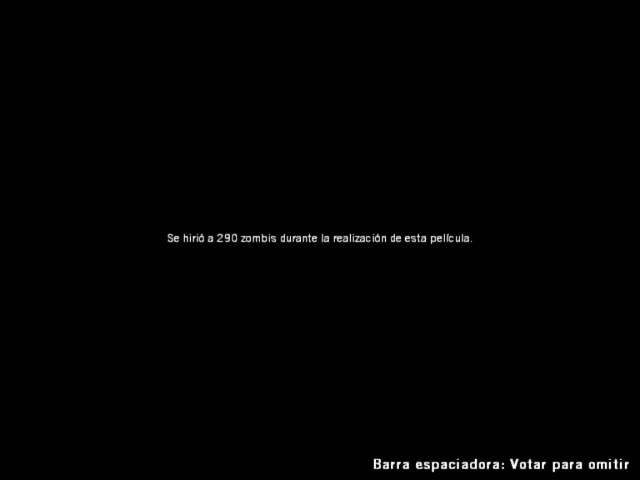 Se hirió a 290 zombis durante la realización de esta película.
Barra espaciadora: Votar para omitir